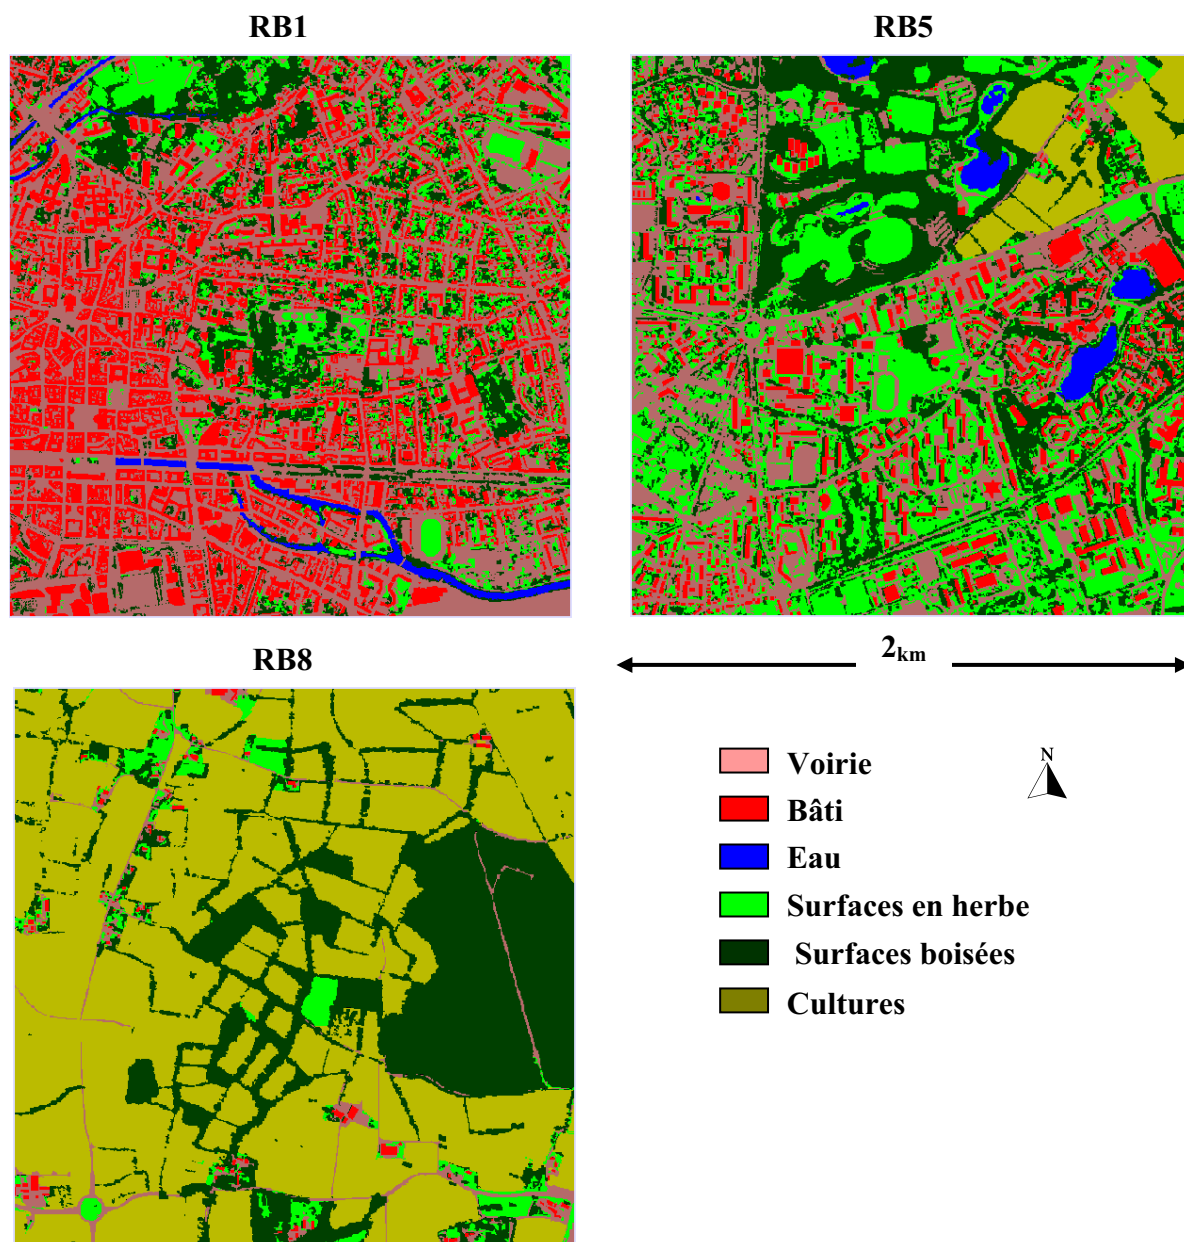 RB1
RB5
RB8
2km
N
Voirie
Bâti
Eau
Surfaces en herbe
Surfaces boisées
Cultures